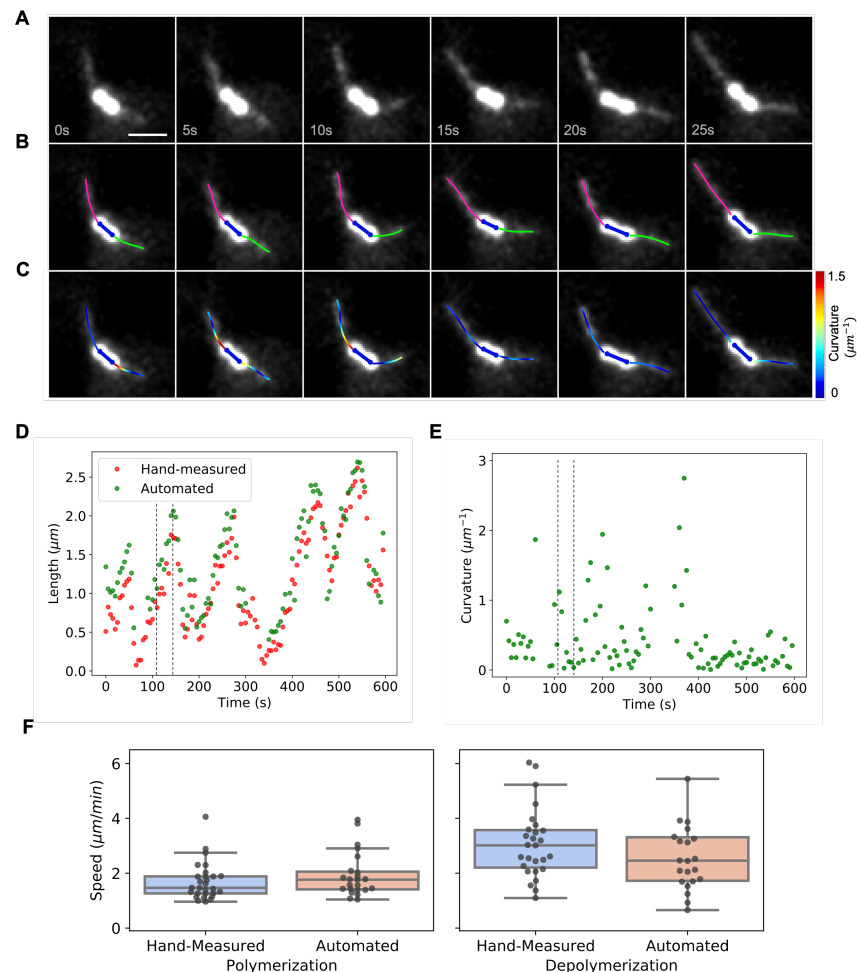 A
0s
5s
10s
15s
20s
25s
B
C
1.5
Curvature
(μm⁻¹)
0
D
Hand-measured
Automated
2.5
2.0
1.5
1.0
0.5
0.0
Length (μm)
0 100 200 300 400 500 600
Time (s)
E
3
2
1
0
Curvature (μm⁻¹)
0 100 200 300 400 500 600
Time (s)
F
6
4
2
0
Speed (μm/min)
Hand-Measured Automated
Polymerization
Hand-Measured Automated
Depolymerization